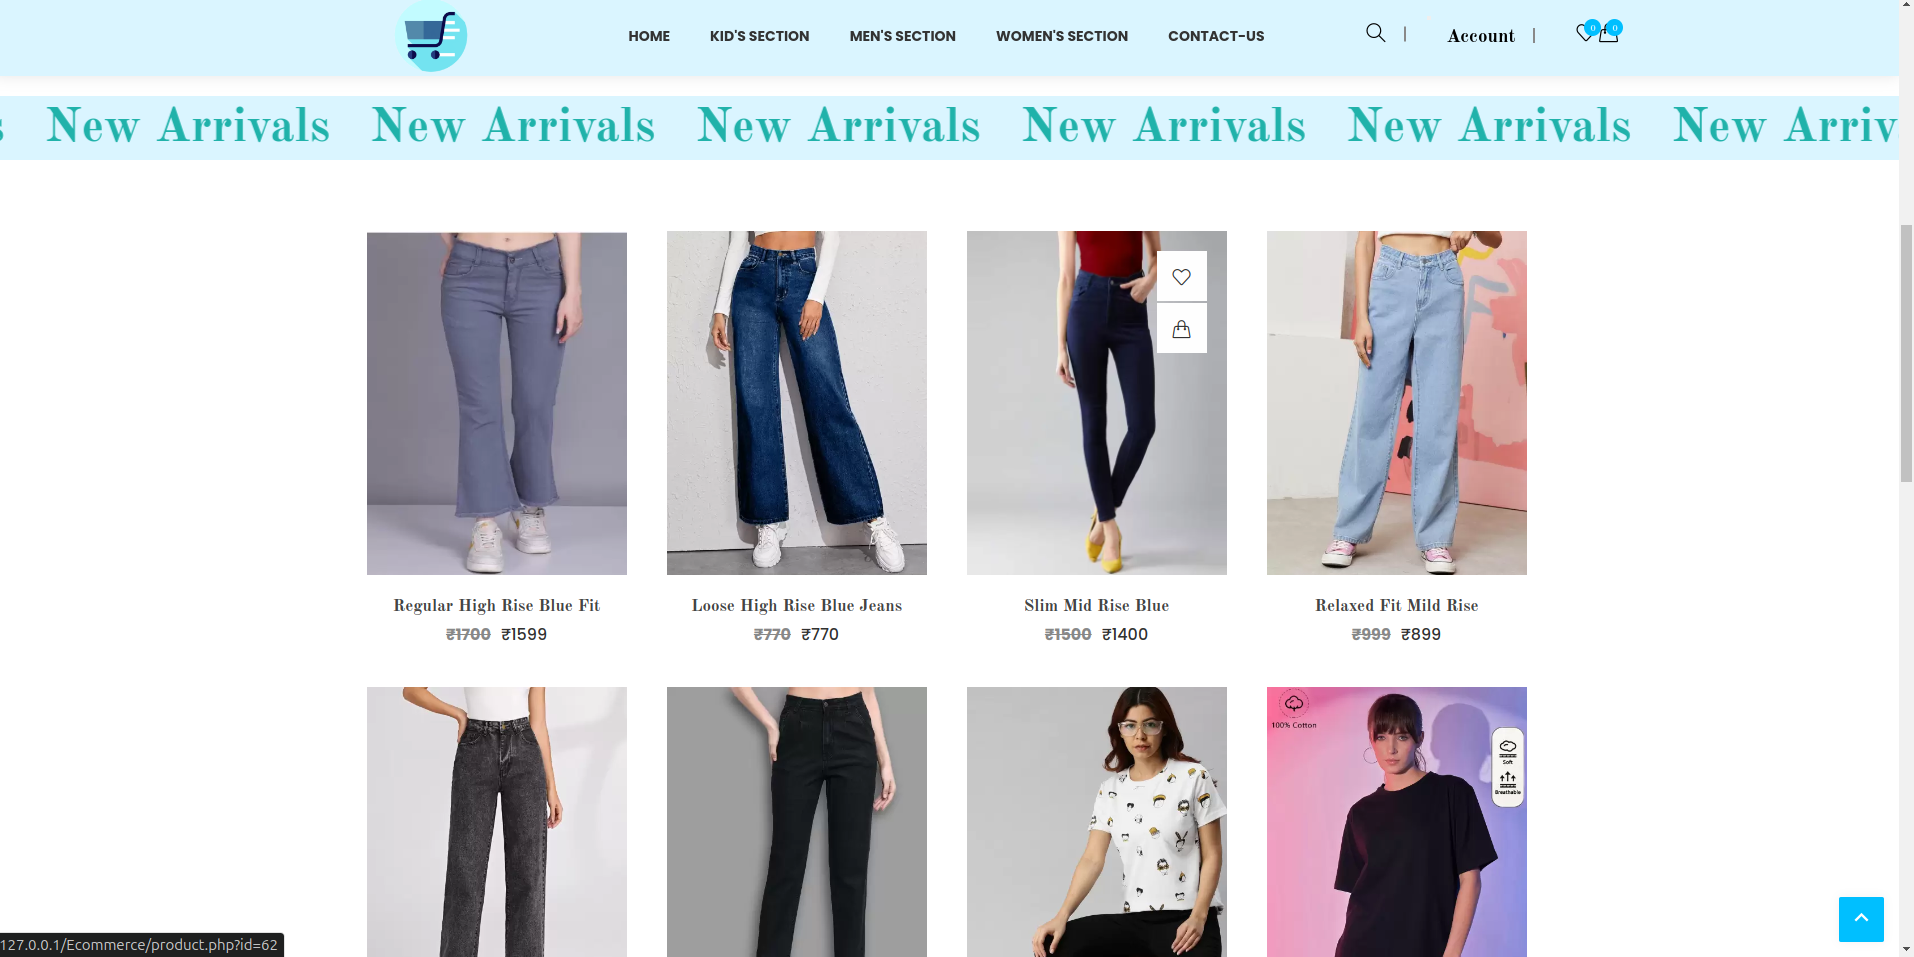 HOME KID'S SECTION MEN'S SECTION WOMEN'S SECTION CONTACT-US | Account | 0 0
s New Arrivals New Arrivals New Arrivals New Arrivals New Arrivals New Arriv
Regular High Rise Blue Fit
₹1700 ₹1599
Loose High Rise Blue Jeans
₹770 ₹770
Slim Mid Rise Blue
₹1500 ₹1400
Relaxed Fit Mild Rise
₹999 ₹899
100% Cotton
Soft
Breathable
127.0.0.1/Ecommerce/product.php?id=62